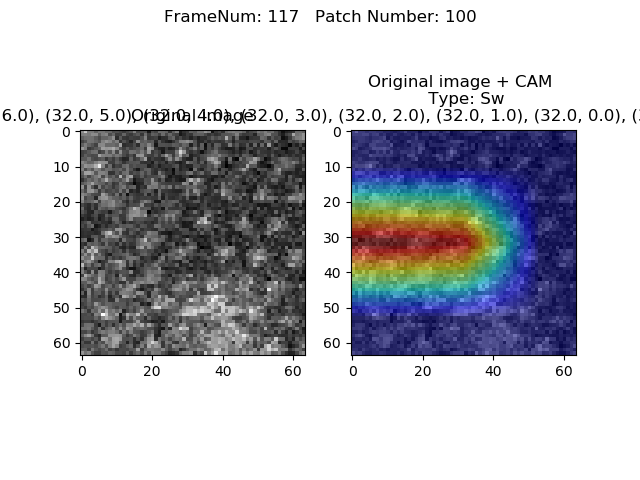 FrameNum: 117   Patch Number: 100
Original image + CAM
Type: Sw
6.0), (32.0, 5.0), (32.0, 4.0), (32.0, 3.0), (32.0, 2.0), (32.0, 1.0), (32.0, 0.0), (3
Original image
0
10
20
30
40
50
60
0 20 40 60
0
10
20
30
40
50
60
0 20 40 60